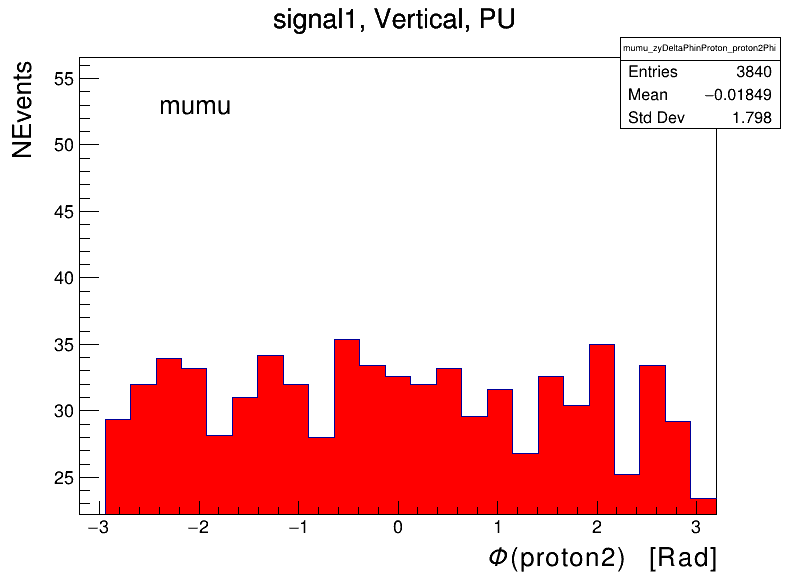 signal1, Vertical, PU
mumu_zyDeltaPhinProton_proton2Phi
Entries 3840
Mean −0.01849
Std Dev 1.798
NEvents
mumu
55
50
45
40
35
30
25
−3 −2 −1 0 1 2 3
Φ(proton2) [Rad]